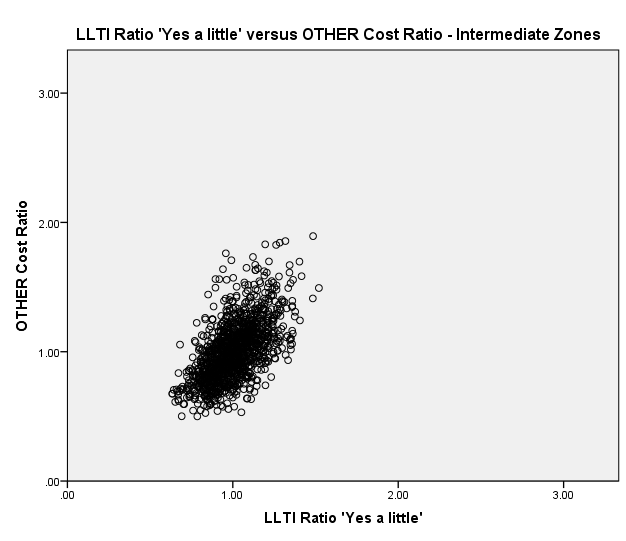 LLTI Ratio 'Yes a little' versus OTHER Cost Ratio - Intermediate Zones
3.00
2.00
1.00
.00
OTHER Cost Ratio
.00 1.00 2.00 3.00
LLTI Ratio 'Yes a little'